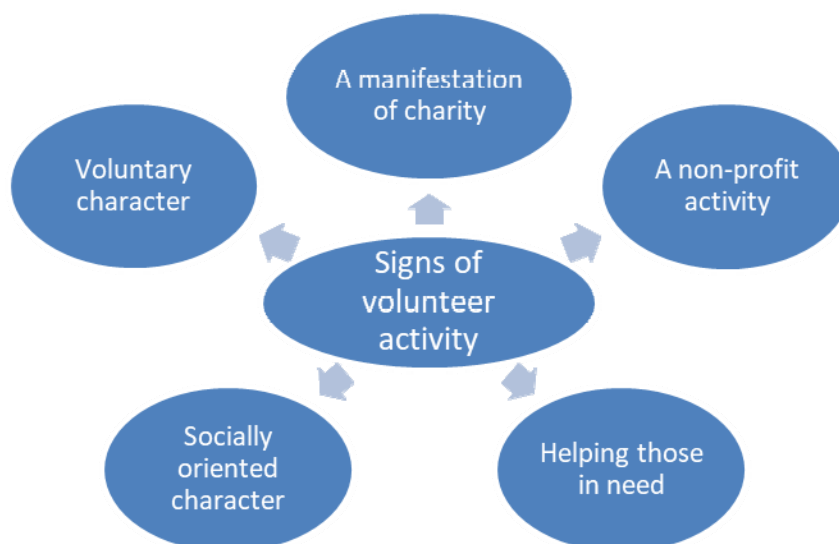 A manifestation
of charity
Voluntary
character
A non-profit
activity
Signs of
volunteer
activity
Socially
oriented
character
Helping those
in need